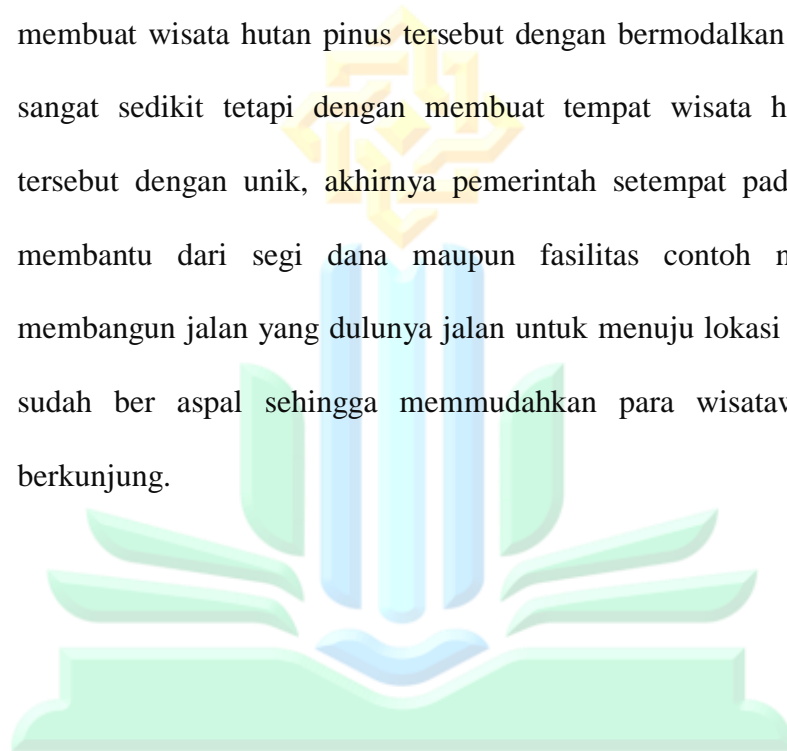 membuat wisata hutan pinus tersebut dengan bermodalkan
sangat sedikit tetapi dengan membuat tempat wisata
tersebut dengan unik, akhirnya pemerintah setempat
membantu dari segi dana maupun fasilitas contoh
membangun jalan yang dulunya jalan untuk menuju lokasi
sudah ber aspal sehingga memmudahkan para
berkunjung.